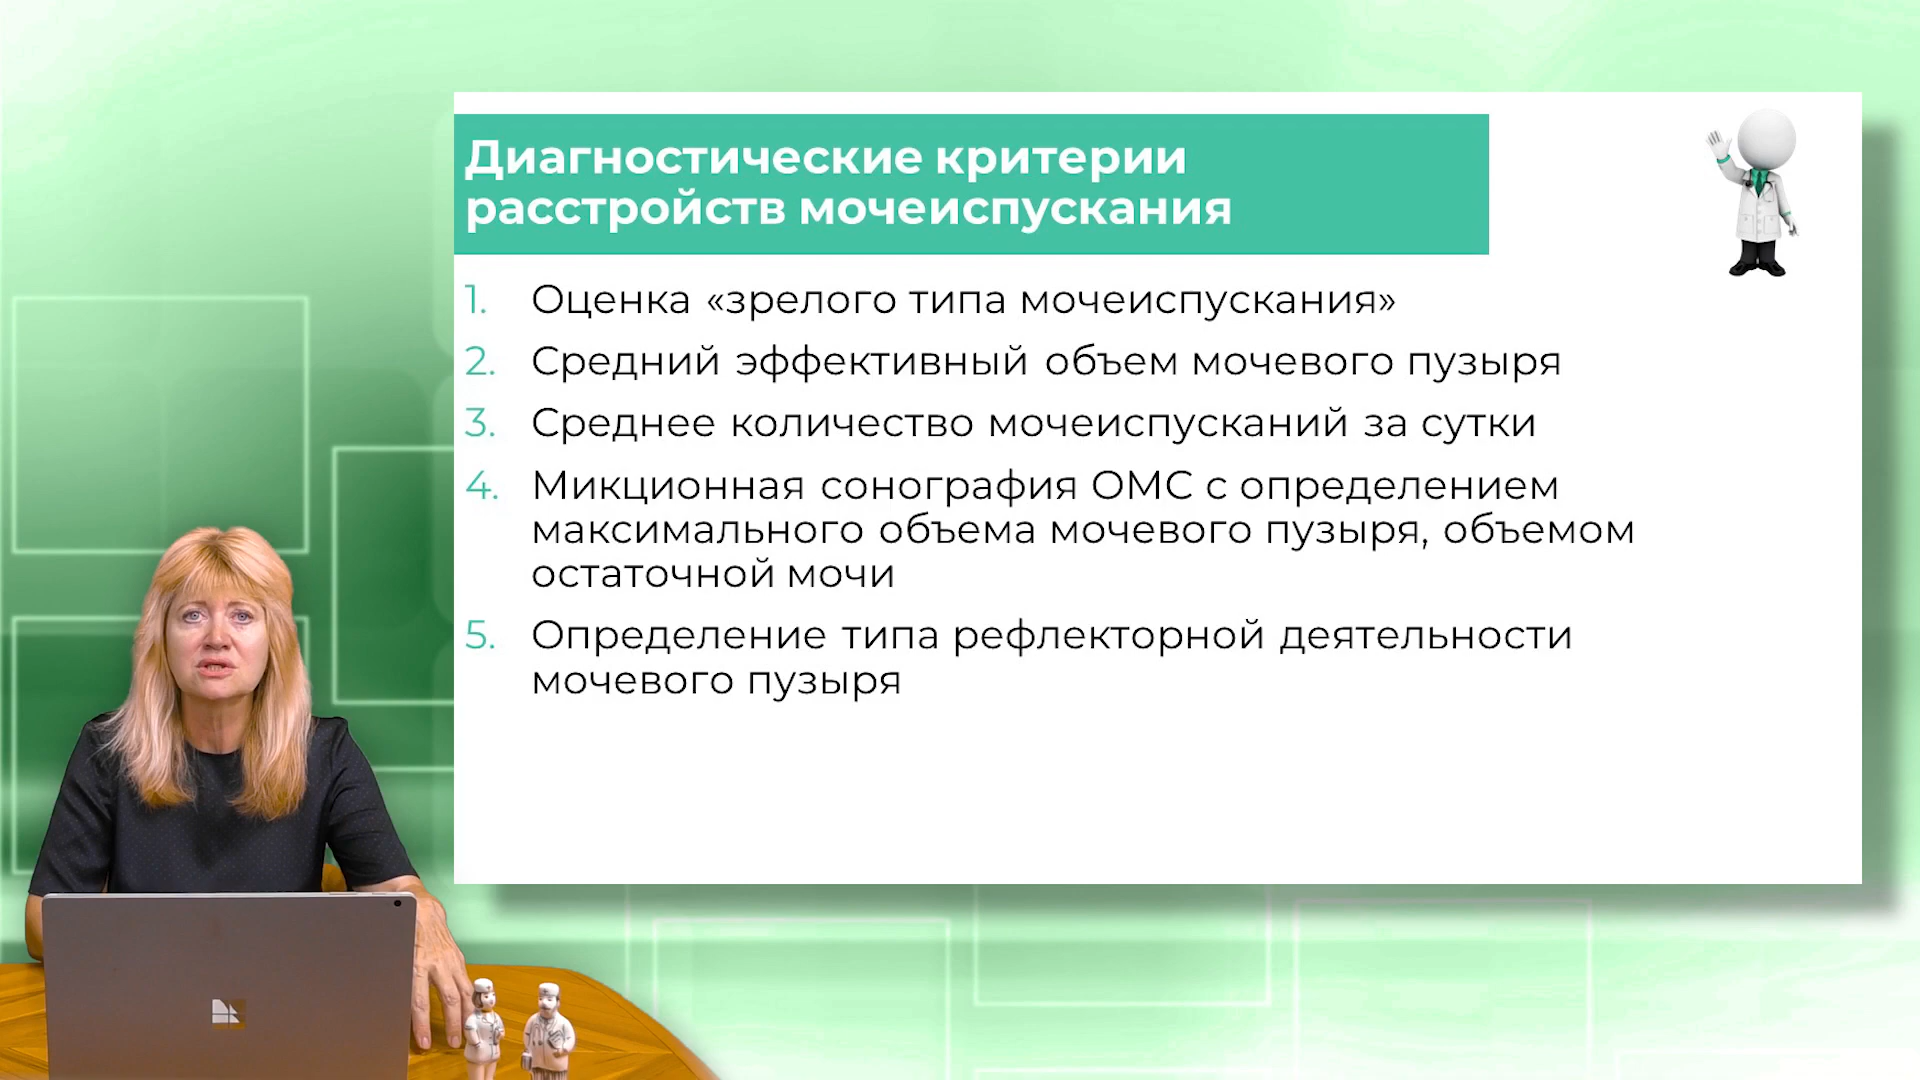 Диагностические критерии
расстройств мочеиспускания
1. Оценка «зрелого типа мочеиспускания»
2. Средний эффективный объем мочевого пузыря
3. Среднее количество мочеиспусканий за сутки
4. Микционная сонография ОМС с определением
максимального объема мочевого пузыря, объемом
остаточной мочи
5. Определение типа рефлекторной деятельности
мочевого пузыря